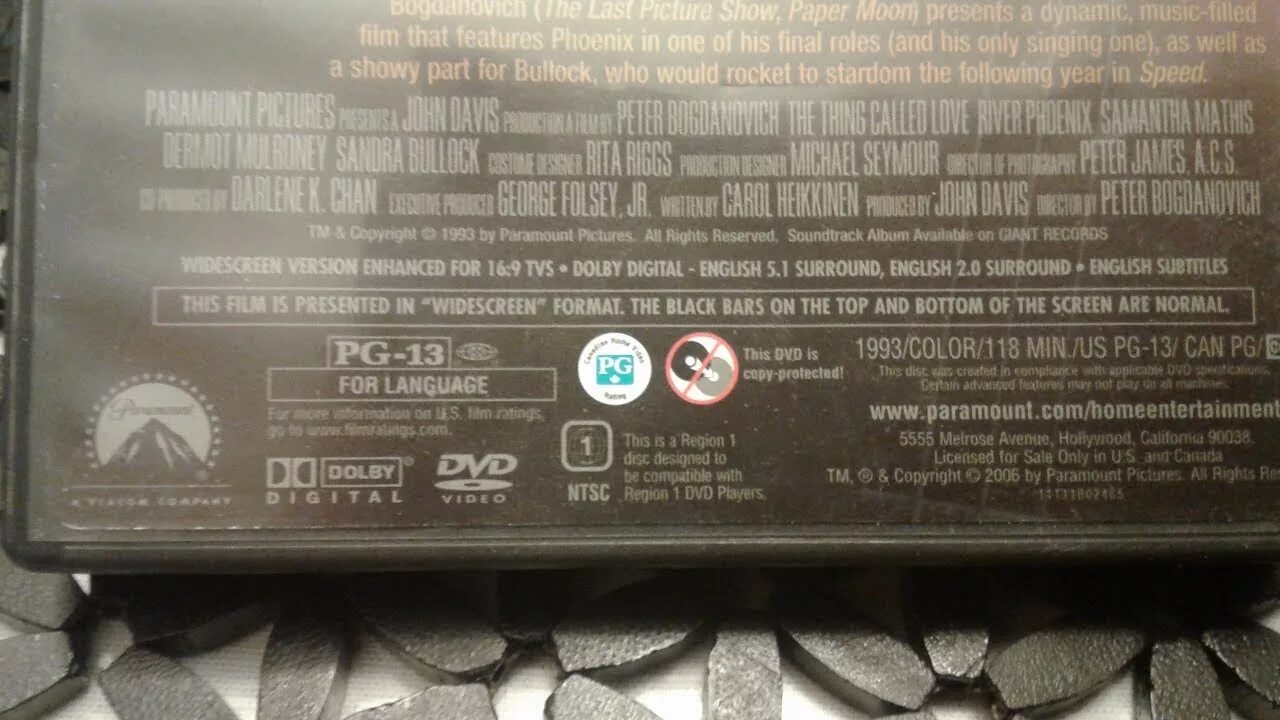 Bogdanovich (The Last Picture Show, Paper Moon) presents a dynamic, music-filled
film that features Phoenix in one of his final roles (and his only singing one), as well as
a showy part for Bullock, who would rocket to stardom the following year in Speed.
PARAMOUNT PICTURES PRESENTS A JOHN DAVIS PRODUCTION A FILM BY PETER BOGDANOVICH THE THING CALLED LOVE RIVER PHOENIX SAMANTHA MATHIS
DERMOT MULRONEY SANDRA BULLOCK COSTUME DESIGNER RITA RIGGS PRODUCTION DESIGNER MICHAEL SEYMOUR DIRECTOR OF PHOTOGRAPHY PETER JAMES, A.C.S.
CO-PRODUCED BY DARLENE K. CHAN EXECUTIVE PRODUCER GEORGE FOLSEY, JR. WRITTEN BY CAROL HEIKKINEN PRODUCED BY JOHN DAVIS DIRECTED BY PETER BOGDANOVICH
TM & Copyright © 1993 by Paramount Pictures. All Rights Reserved. Soundtrack Album Available on GIANT RECORDS
WIDESCREEN VERSION ENHANCED FOR 16:9 TVS • DOLBY DIGITAL - ENGLISH 5.1 SURROUND, ENGLISH 2.0 SURROUND • ENGLISH SUBTITLES
THIS FILM IS PRESENTED IN "WIDESCREEN" FORMAT. THE BLACK BARS ON THE TOP AND BOTTOM OF THE SCREEN ARE NORMAL.
PG-13
FOR LANGUAGE
For more information on U.S. film ratings,
go to www.filmratings.com.
Paramount
A VIACOM COMPANY
DOLBY
DIGITAL
DVD
VIDEO
Canadian Home Video
PG
Rating
This DVD is
copy-protected!
1
NTSC
This is a Region 1
disc designed to
be compatible with
Region 1 DVD Players.
1993/COLOR/118 MIN./US PG-13/ CAN PG/
This disc was created in compliance with applicable DVD specifications.
Certain advanced features may not play on all machines.
www.paramount.com/homeentertainment
5555 Melrose Avenue, Hollywood, California 90038.
Licensed for Sale Only in U.S. and Canada
TM, ® & Copyright © 2006 by Paramount Pictures. All Rights Re